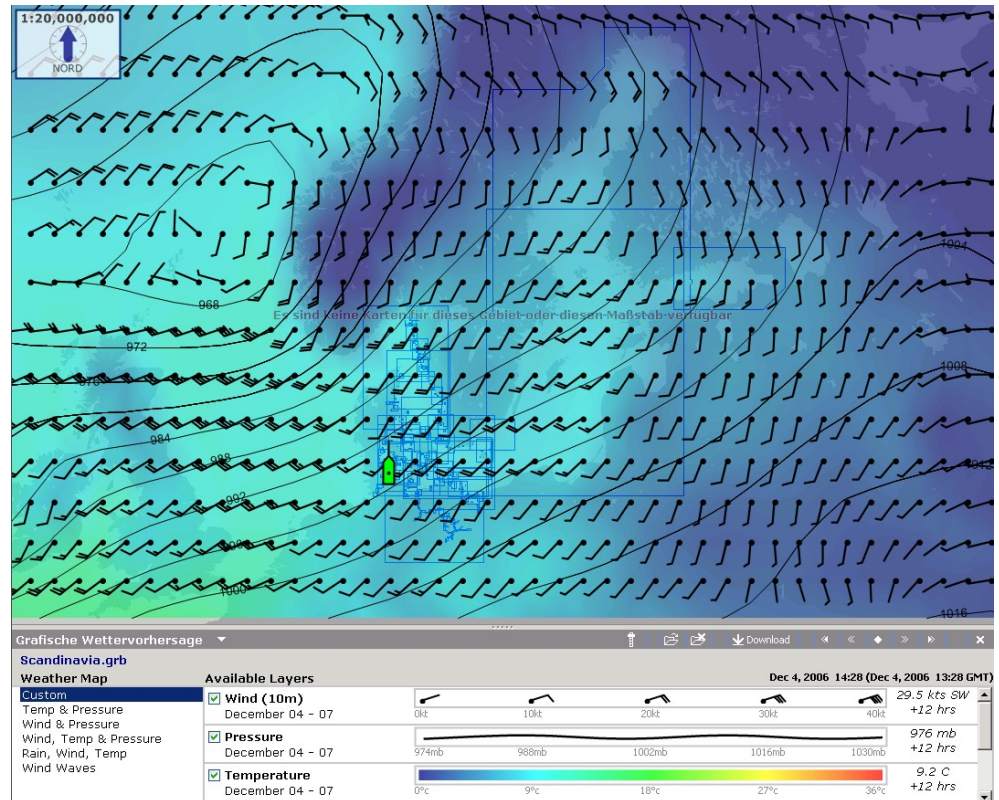 1:20,000,000
NORD
1004
968
Es sind keine Karten für dieses Gebiet oder diesen Maßstab verfügbar
972
1008
984
988
1012
992
1000
1016
Grafische Wettervorhersage
Download
Scandinavia.grb
Weather Map
Available Layers
Dec 4, 2006 14:28 (Dec 4, 2006 13:28 GMT)
Custom
Temp & Pressure
Wind & Pressure
Wind, Temp & Pressure
Rain, Wind, Temp
Wind Waves
Wind (10m)
December 04 - 07
0kt 10kt 20kt 30kt 40kt
29.5 kts SW
+12 hrs
Pressure
December 04 - 07
974mb 988mb 1002mb 1016mb 1030mb
976 mb
+12 hrs
Temperature
December 04 - 07
0°c 9°c 18°c 27°c 36°c
9.2 C
+12 hrs